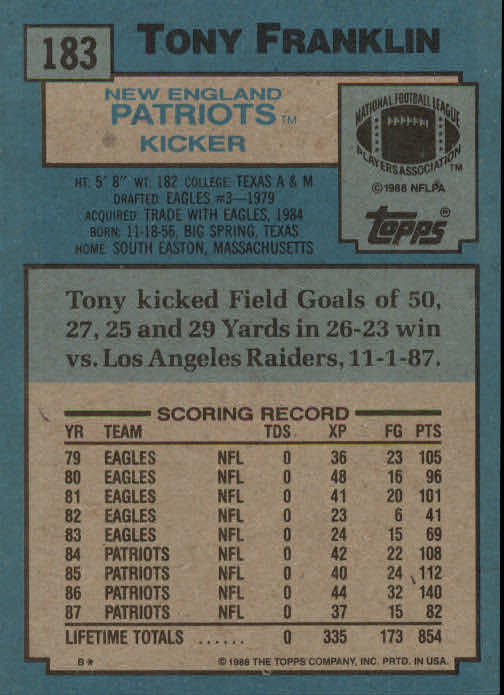 183
TONY FRANKLIN
NEW ENGLAND
PATRIOTS™
KICKER
NATIONAL FOOTBALL LEAGUE
PLAYERS ASSOCIATION™
©1988 NFLPA
topps®
HT: 5' 8" WT: 182 COLLEGE: TEXAS A & M
DRAFTED: EAGLES #3—1979
ACQUIRED: TRADE WITH EAGLES, 1984
BORN: 11-18-56, BIG SPRING, TEXAS
HOME: SOUTH EASTON, MASSACHUSETTS
Tony kicked Field Goals of 50,
27, 25 and 29 Yards in 26-23 win
vs. Los Angeles Raiders, 11-1-87.
SCORING RECORD
YR TEAM TDS XP FG PTS
79 EAGLES NFL 0 36 23 105
80 EAGLES NFL 0 48 16 96
81 EAGLES NFL 0 41 20 101
82 EAGLES NFL 0 23 6 41
83 EAGLES NFL 0 24 15 69
84 PATRIOTS NFL 0 42 22 108
85 PATRIOTS NFL 0 40 24 112
86 PATRIOTS NFL 0 44 32 140
87 PATRIOTS NFL 0 37 15 82
LIFETIME TOTALS ...... 0 335 173 854
B* ©1988 THE TOPPS COMPANY, INC. PRTD. IN USA.